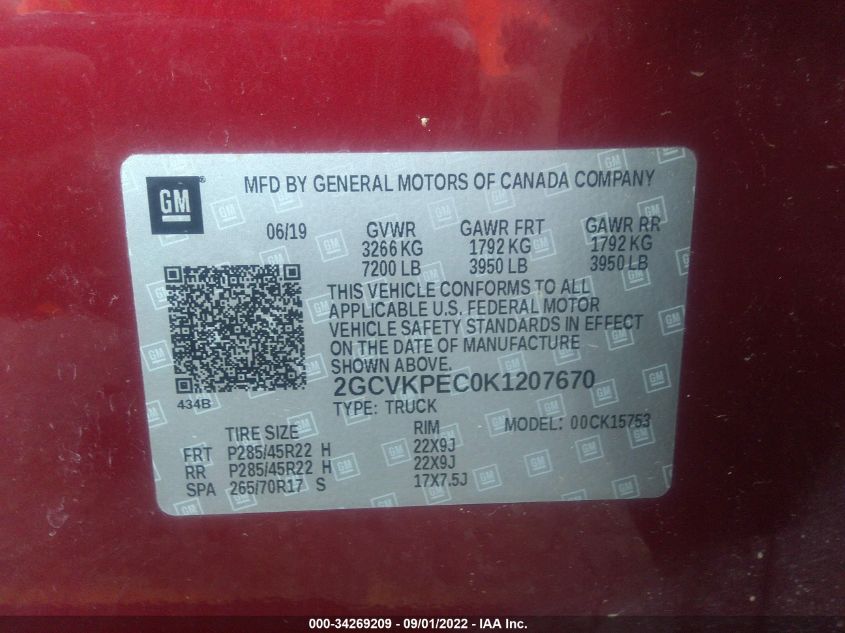 GM
MFD BY GENERAL MOTORS OF CANADA COMPANY
06/19 GVWR GAWR FRT GAWR RR
3266 KG 1792 KG 1792 KG
7200 LB 3950 LB 3950 LB
THIS VEHICLE CONFORMS TO ALL
APPLICABLE U.S. FEDERAL MOTOR
VEHICLE SAFETY STANDARDS IN EFFECT
ON THE DATE OF MANUFACTURE
SHOWN ABOVE.
2GCVKPEC0K1207670
434B
TYPE: TRUCK
MODEL: 00CK15753
TIRE SIZE RIM
FRT P285/45R22 H 22X9J
RR P285/45R22 H 22X9J
SPA 265/70R17 S 17X7.5J
000-34269209 - 09/01/2022 - IAA Inc.